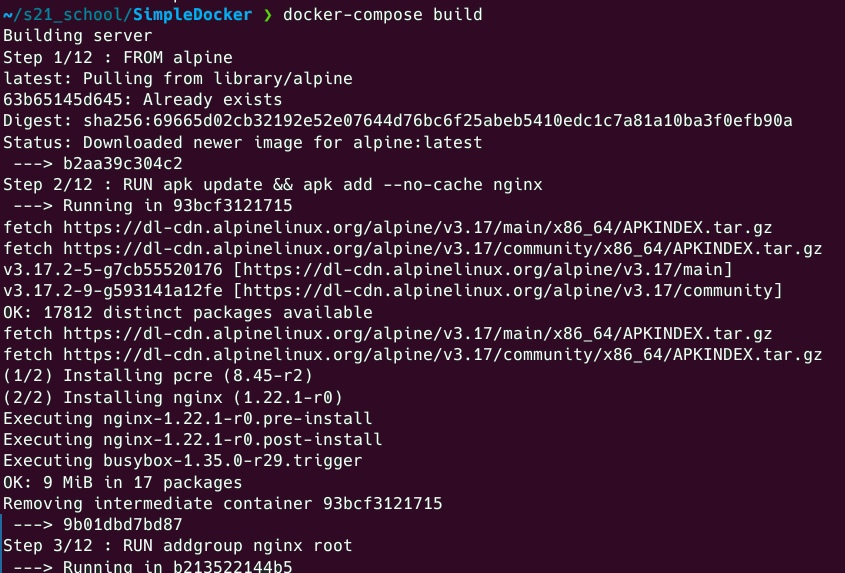 ~/s21_school/SimpleDocker ❯ docker-compose build
Building server
Step 1/12 : FROM alpine
latest: Pulling from library/alpine
63b65145d645: Already exists
Digest: sha256:69665d02cb32192e52e07644d76bc6f25abeb5410edc1c7a81a10ba3f0efb90a
Status: Downloaded newer image for alpine:latest
 ---> b2aa39c304c2
Step 2/12 : RUN apk update && apk add --no-cache nginx
 ---> Running in 93bcf3121715
fetch https://dl-cdn.alpinelinux.org/alpine/v3.17/main/x86_64/APKINDEX.tar.gz
fetch https://dl-cdn.alpinelinux.org/alpine/v3.17/community/x86_64/APKINDEX.tar.gz
v3.17.2-5-g7cb55520176 [https://dl-cdn.alpinelinux.org/alpine/v3.17/main]
v3.17.2-9-g593141a12fe [https://dl-cdn.alpinelinux.org/alpine/v3.17/community]
OK: 17812 distinct packages available
fetch https://dl-cdn.alpinelinux.org/alpine/v3.17/main/x86_64/APKINDEX.tar.gz
fetch https://dl-cdn.alpinelinux.org/alpine/v3.17/community/x86_64/APKINDEX.tar.gz
(1/2) Installing pcre (8.45-r2)
(2/2) Installing nginx (1.22.1-r0)
Executing nginx-1.22.1-r0.pre-install
Executing nginx-1.22.1-r0.post-install
Executing busybox-1.35.0-r29.trigger
OK: 9 MiB in 17 packages
Removing intermediate container 93bcf3121715
 ---> 9b01dbd7bd87
Step 3/12 : RUN addgroup nginx root
 ---> Running in b213522144b5